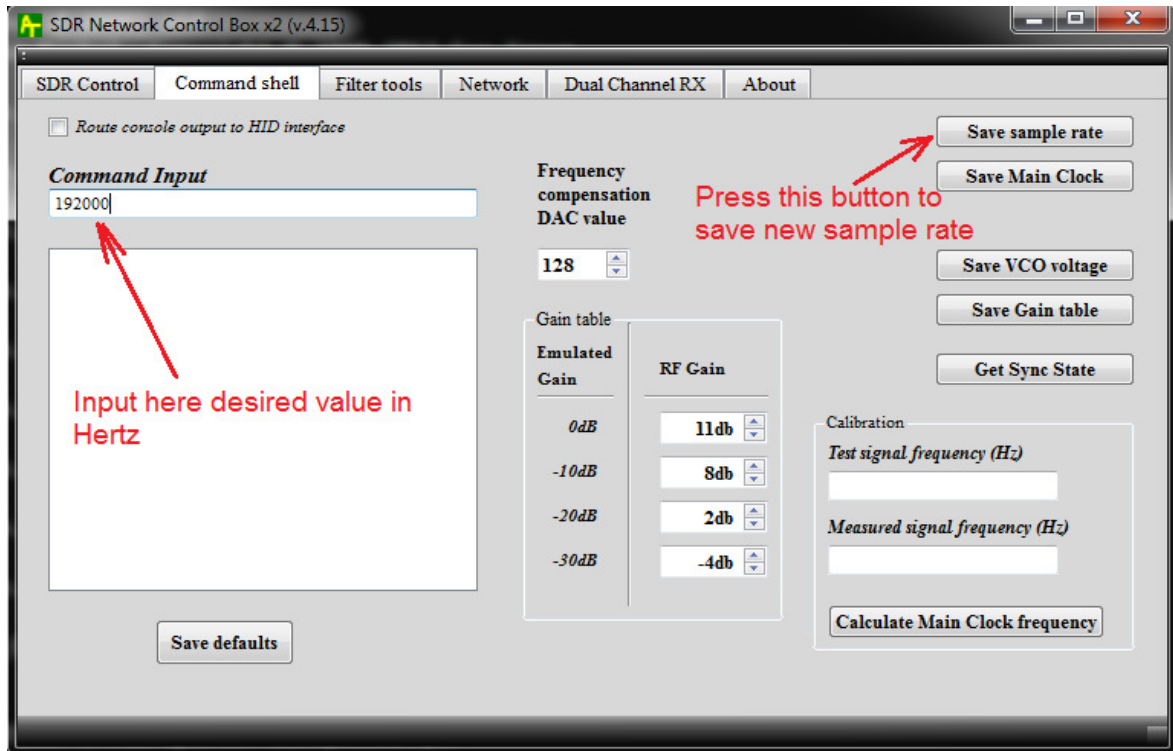 SDR Network Control Box x2 (v.4.15)
SDR Control
Command shell
Filter tools
Network
Dual Channel RX
About
Route console output to HID interface
Command Input
192000
Input here desired value in
Hertz
Save defaults
Frequency
compensation
DAC value
128
Gain table
Emulated
Gain
RF Gain
0dB
11db
-10dB
8db
-20dB
2db
-30dB
-4db
Press this button to
save new sample rate
Save sample rate
Save Main Clock
Save VCO voltage
Save Gain table
Get Sync State
Calibration
Test signal frequency (Hz)
Measured signal frequency (Hz)
Calculate Main Clock frequency